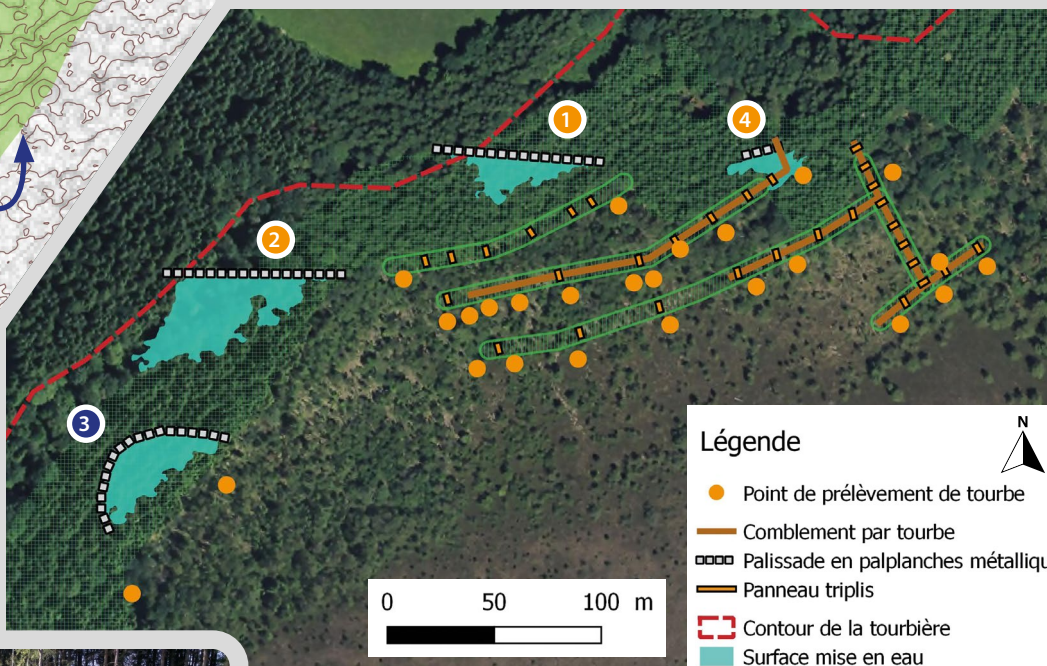 1
4
2
3
N
Légende
Point de prélèvement de tourbe
Comblement par tourbe
Palissade en palplanches métalliqu
Panneau triplis
Contour de la tourbière
Surface mise en eau
0 50 100 m